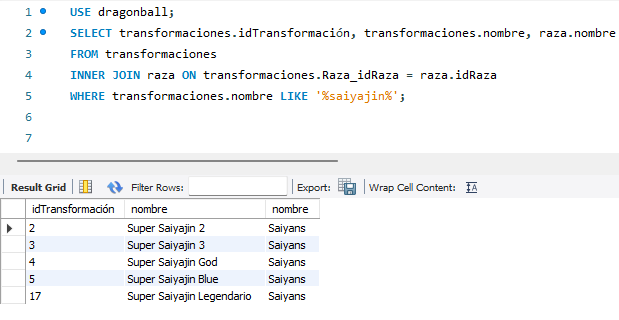 1 USE dragonball;
2 SELECT transformaciones.idTransformación, transformaciones.nombre, raza.nombre
3 FROM transformaciones
4 INNER JOIN raza ON transformaciones.Raza_idRaza = raza.idRaza
5 WHERE transformaciones.nombre LIKE '%saiyajin%';
6
7
Result Grid Filter Rows: Export: Wrap Cell Content:
idTransformación nombre nombre
2 Super Saiyajin 2 Saiyans
3 Super Saiyajin 3 Saiyans
4 Super Saiyajin God Saiyans
5 Super Saiyajin Blue Saiyans
17 Super Saiyajin Legendario Saiyans